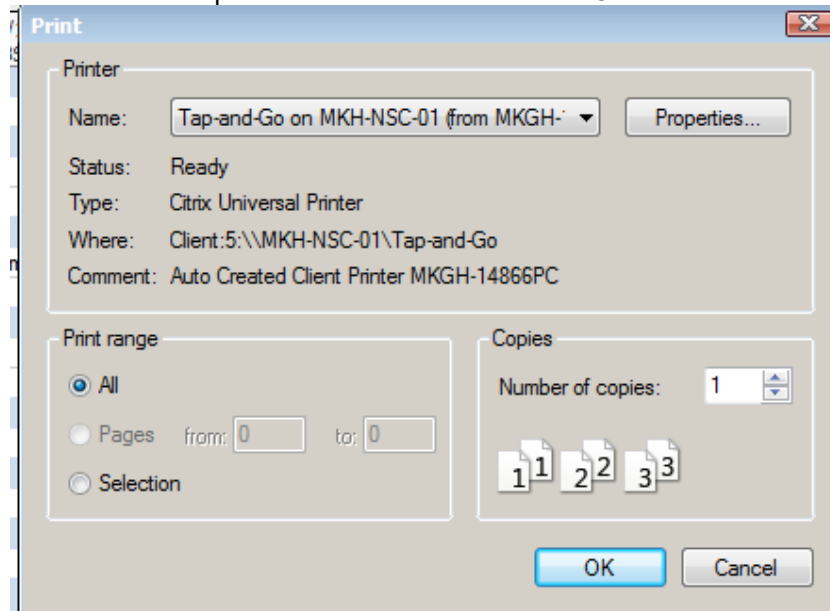 Print
Printer
Name: Tap-and-Go on MKH-NSC-01 (from MKGH- Properties...
Status: Ready
Type: Citrix Universal Printer
Where: Client:5:\\MKH-NSC-01\Tap-and-Go
Comment: Auto Created Client Printer MKGH-14866PC
Print range
All
Pages from: 0 to: 0
Selection
Copies
Number of copies: 1
1 1 2 2 3 3
OK Cancel